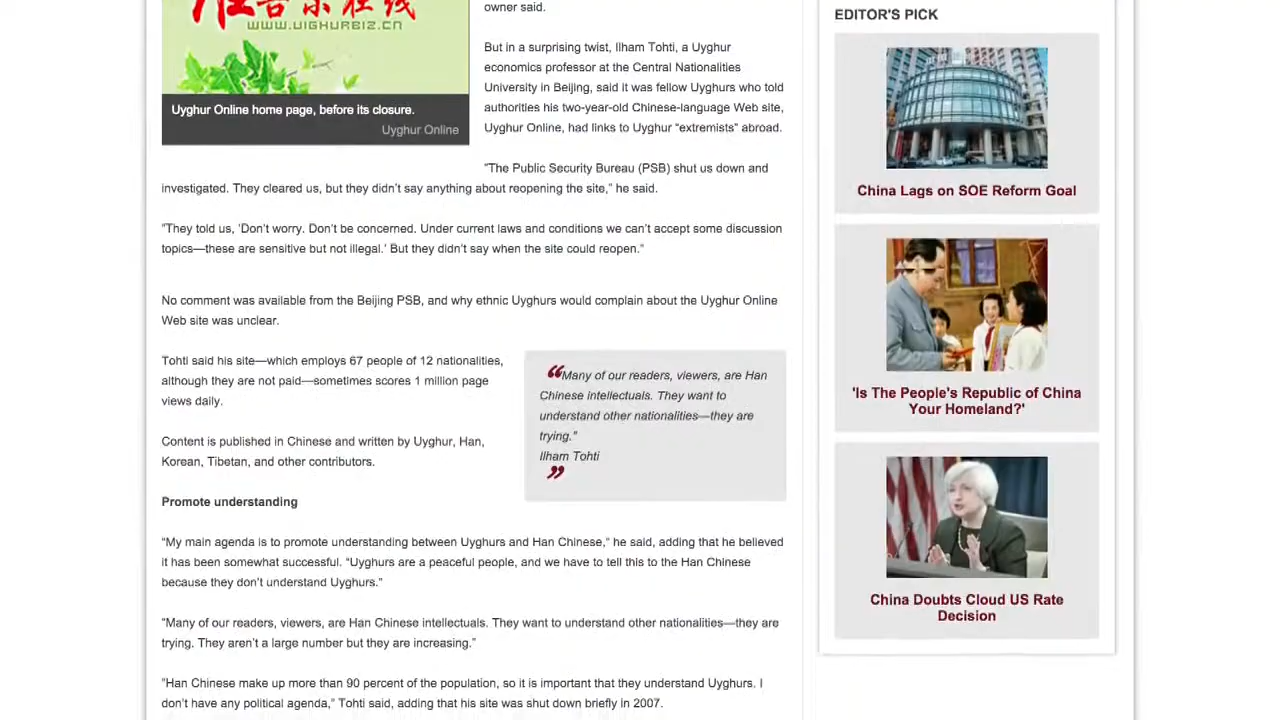 在线
WWW.UIGHURBIZ.CN
Uyghur Online home page, before its closure.
Uyghur Online
owner said.
But in a surprising twist, Ilham Tohti, a Uyghur
economics professor at the Central Nationalities
University in Beijing, said it was fellow Uyghurs who told
authorities his two-year-old Chinese-language Web site,
Uyghur Online, had links to Uyghur “extremists” abroad.
"The Public Security Bureau (PSB) shut us down and
investigated. They cleared us, but they didn’t say anything about reopening the site,” he said.
"They told us, ‘Don’t worry. Don’t be concerned. Under current laws and conditions we can’t accept some discussion
topics—these are sensitive but not illegal.’ But they didn’t say when the site could reopen."
No comment was available from the Beijing PSB, and why ethnic Uyghurs would complain about the Uyghur Online
Web site was unclear.
Tohti said his site—which employs 67 people of 12 nationalities,
although they are not paid—sometimes scores 1 million page
views daily.
Content is published in Chinese and written by Uyghur, Han,
Korean, Tibetan, and other contributors.
“Many of our readers, viewers, are Han
Chinese intellectuals. They want to
understand other nationalities—they are
trying."
Ilham Tohti
”
Promote understanding
“My main agenda is to promote understanding between Uyghurs and Han Chinese,” he said, adding that he believed
it has been somewhat successful. “Uyghurs are a peaceful people, and we have to tell this to the Han Chinese
because they don’t understand Uyghurs.”
“Many of our readers, viewers, are Han Chinese intellectuals. They want to understand other nationalities—they are
trying. They aren’t a large number but they are increasing.”
"Han Chinese make up more than 90 percent of the population, so it is important that they understand Uyghurs. I
don’t have any political agenda,” Tohti said, adding that his site was shut down briefly in 2007.
EDITOR'S PICK
China Lags on SOE Reform Goal
'Is The People's Republic of China
Your Homeland?'
China Doubts Cloud US Rate
Decision